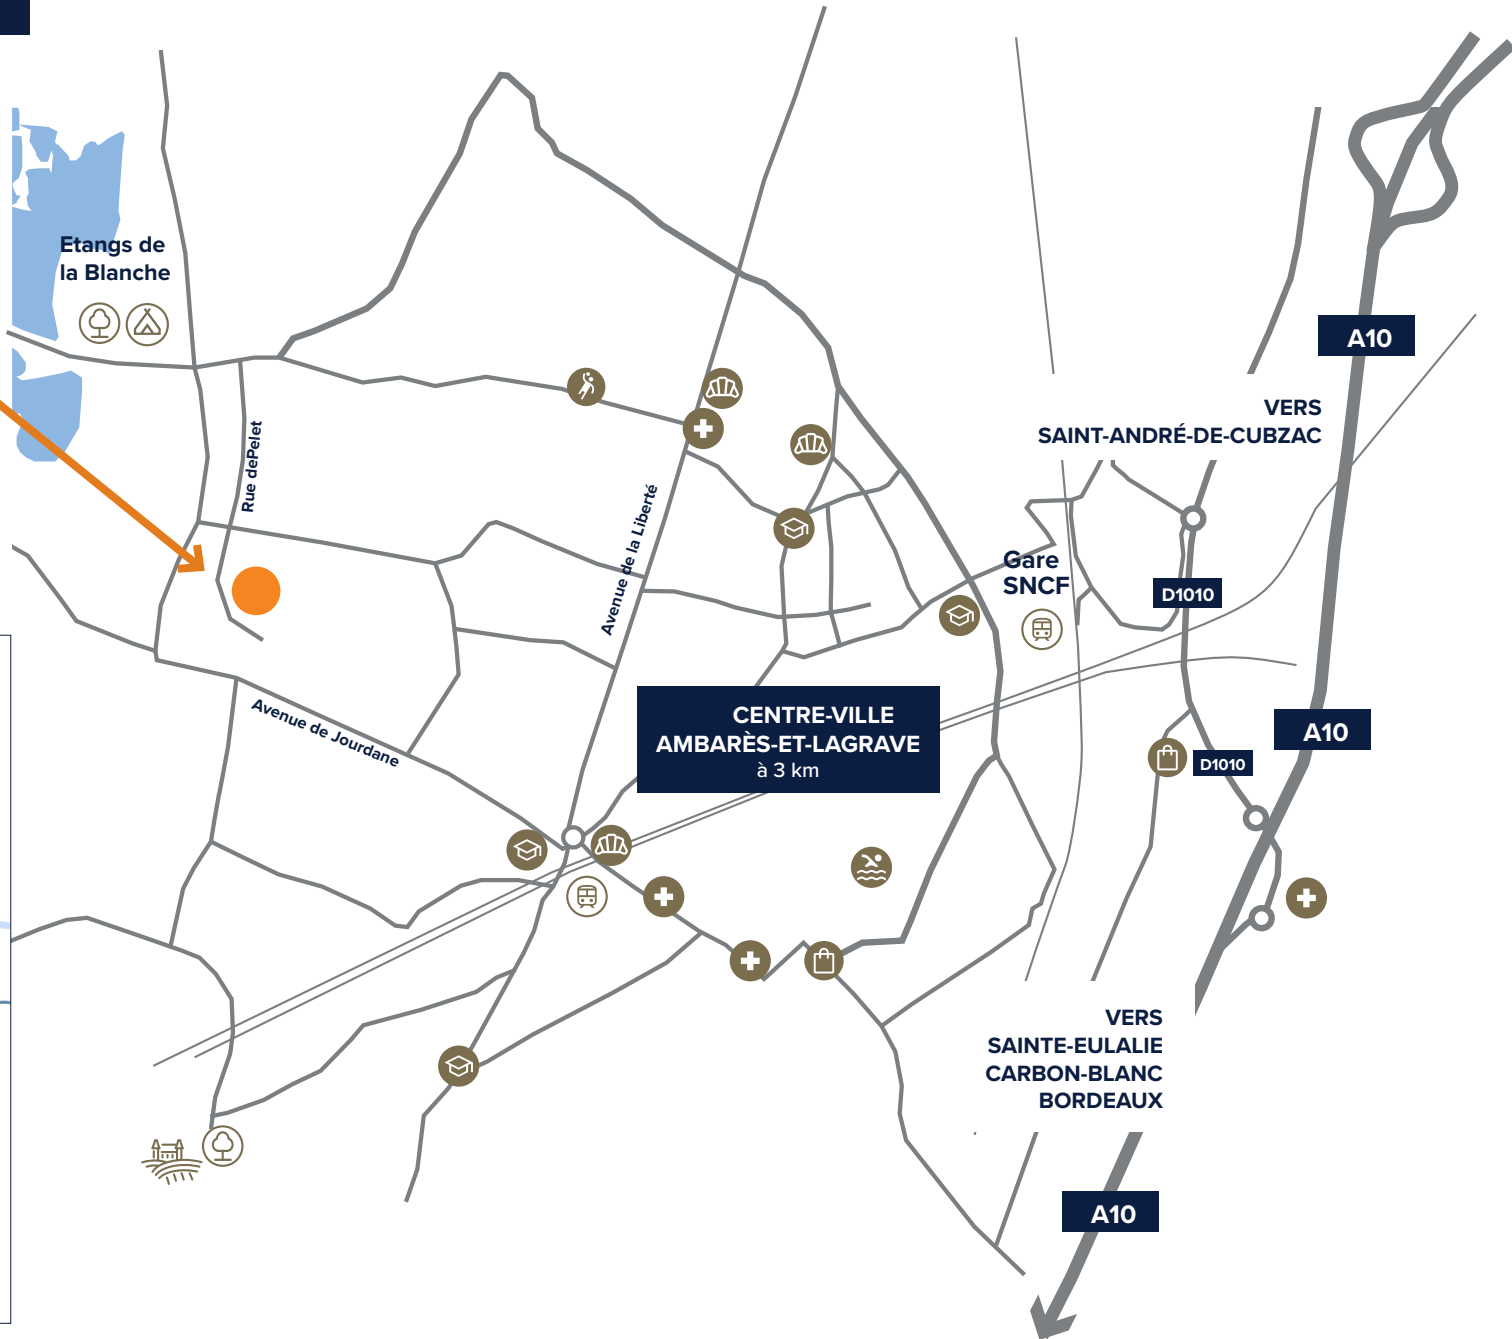 Etangs de
la Blanche
A10
VERS
SAINT-ANDRÉ-DE-CUBZAC
Rue dePelet
Avenue de la Liberté
Gare
SNCF
D1010
Avenue de Jourdane
CENTRE-VILLE
AMBARÈS-ET-LAGRAVE
à 3 km
A10
D1010
VERS
SAINTE-EULALIE
CARBON-BLANC
BORDEAUX
A10